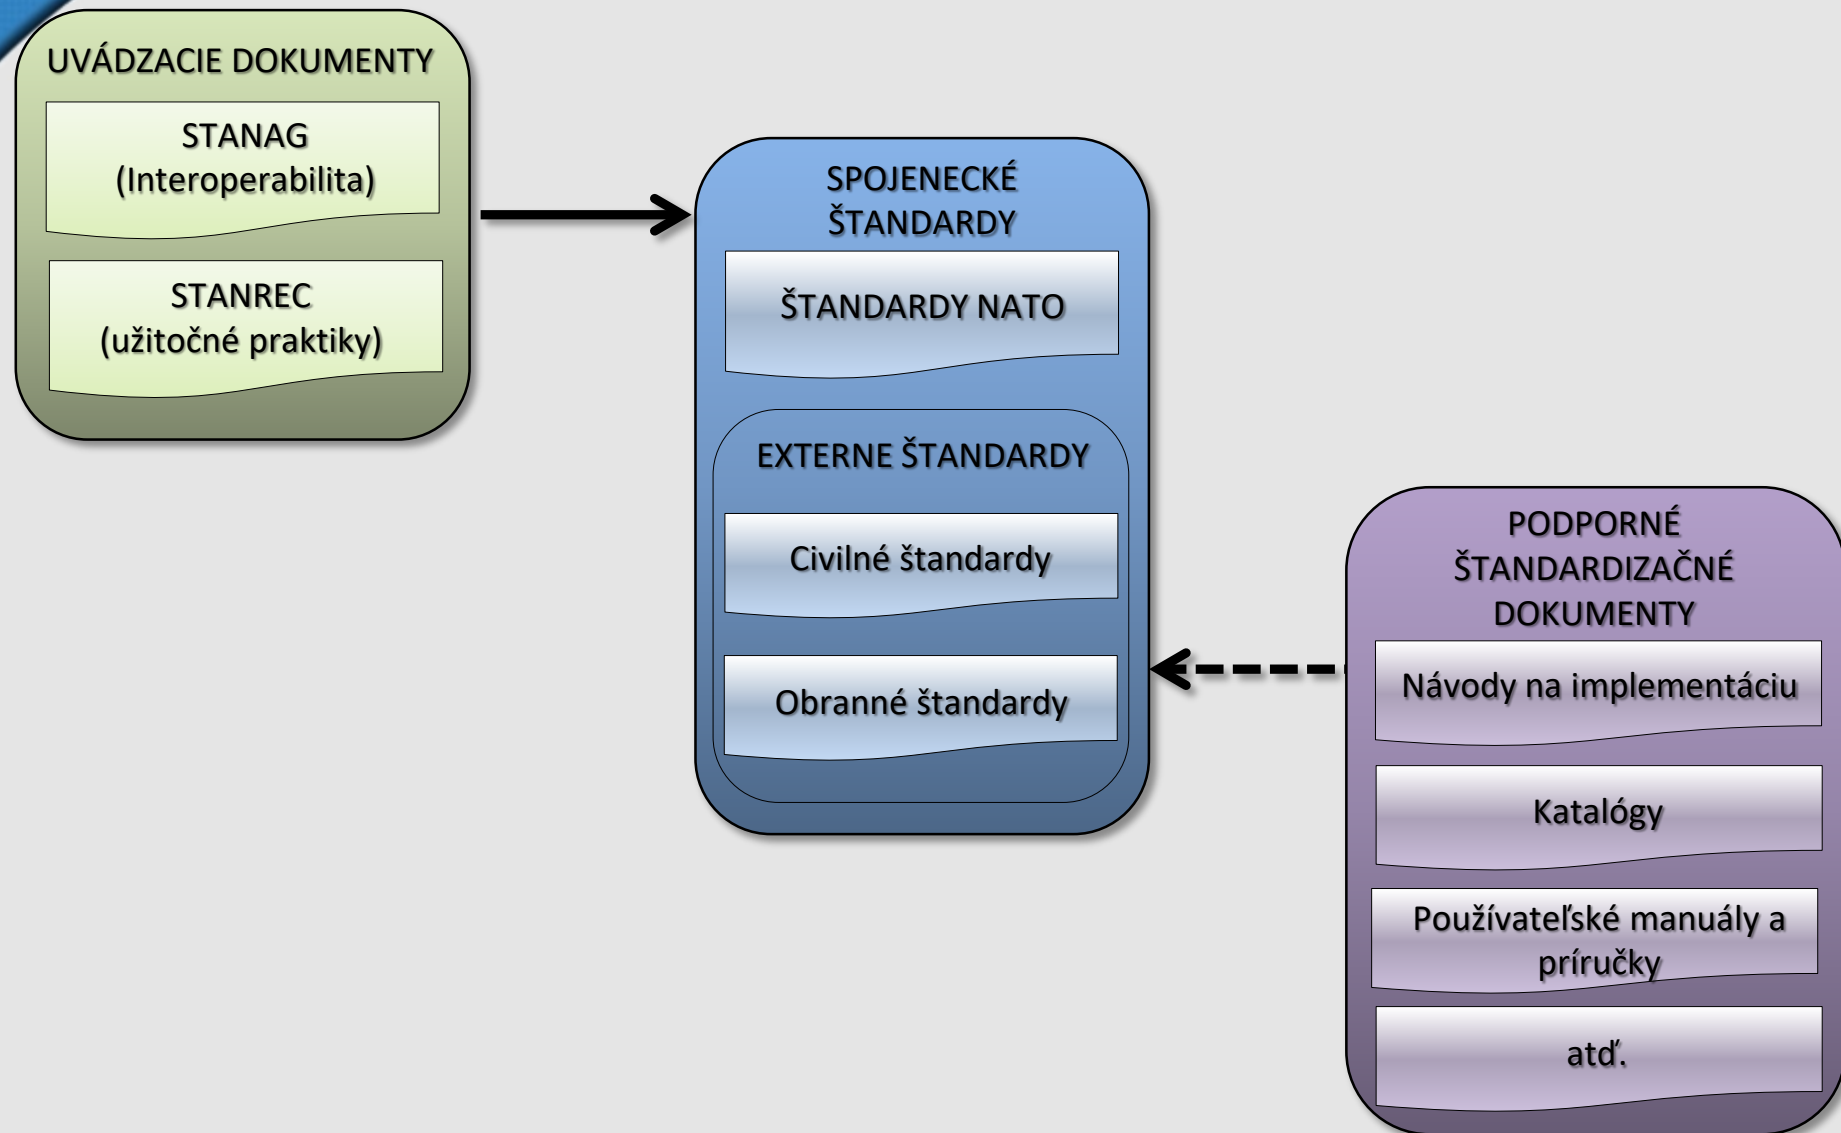 UVÁDZACIE DOKUMENTY
STANAG
(Interoperabilita)
STANREC
(užitočné praktiky)
SPOJENECKÉ
ŠTANDARDY
ŠTANDARDY NATO
EXTERNE ŠTANDARDY
Civilné štandardy
Obranné štandardy
PODPORNÉ
ŠTANDARDIZAČNÉ
DOKUMENTY
Návody na implementáciu
Katalógy
Používateľské manuály a
príručky
atď.